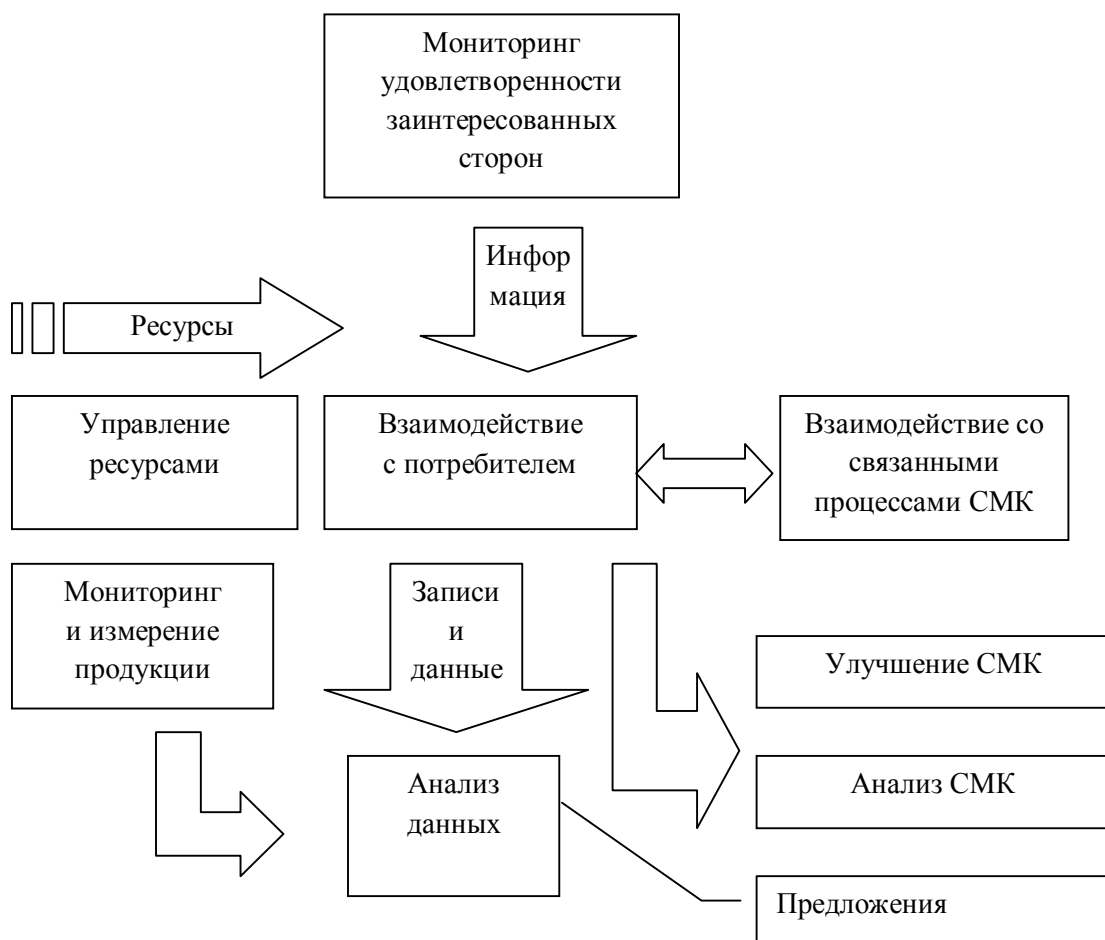 Мониторинг
удовлетворенности
заинтересованных
сторон
Инфор
мация
Ресурсы
Управление
ресурсами
Взаимодействие
с потребителем
Взаимодействие со
связанными
процессами СМК
Мониторинг
и измерение
продукции
Записи
и
данные
Улучшение СМК
Анализ
данных
Анализ СМК
Предложения